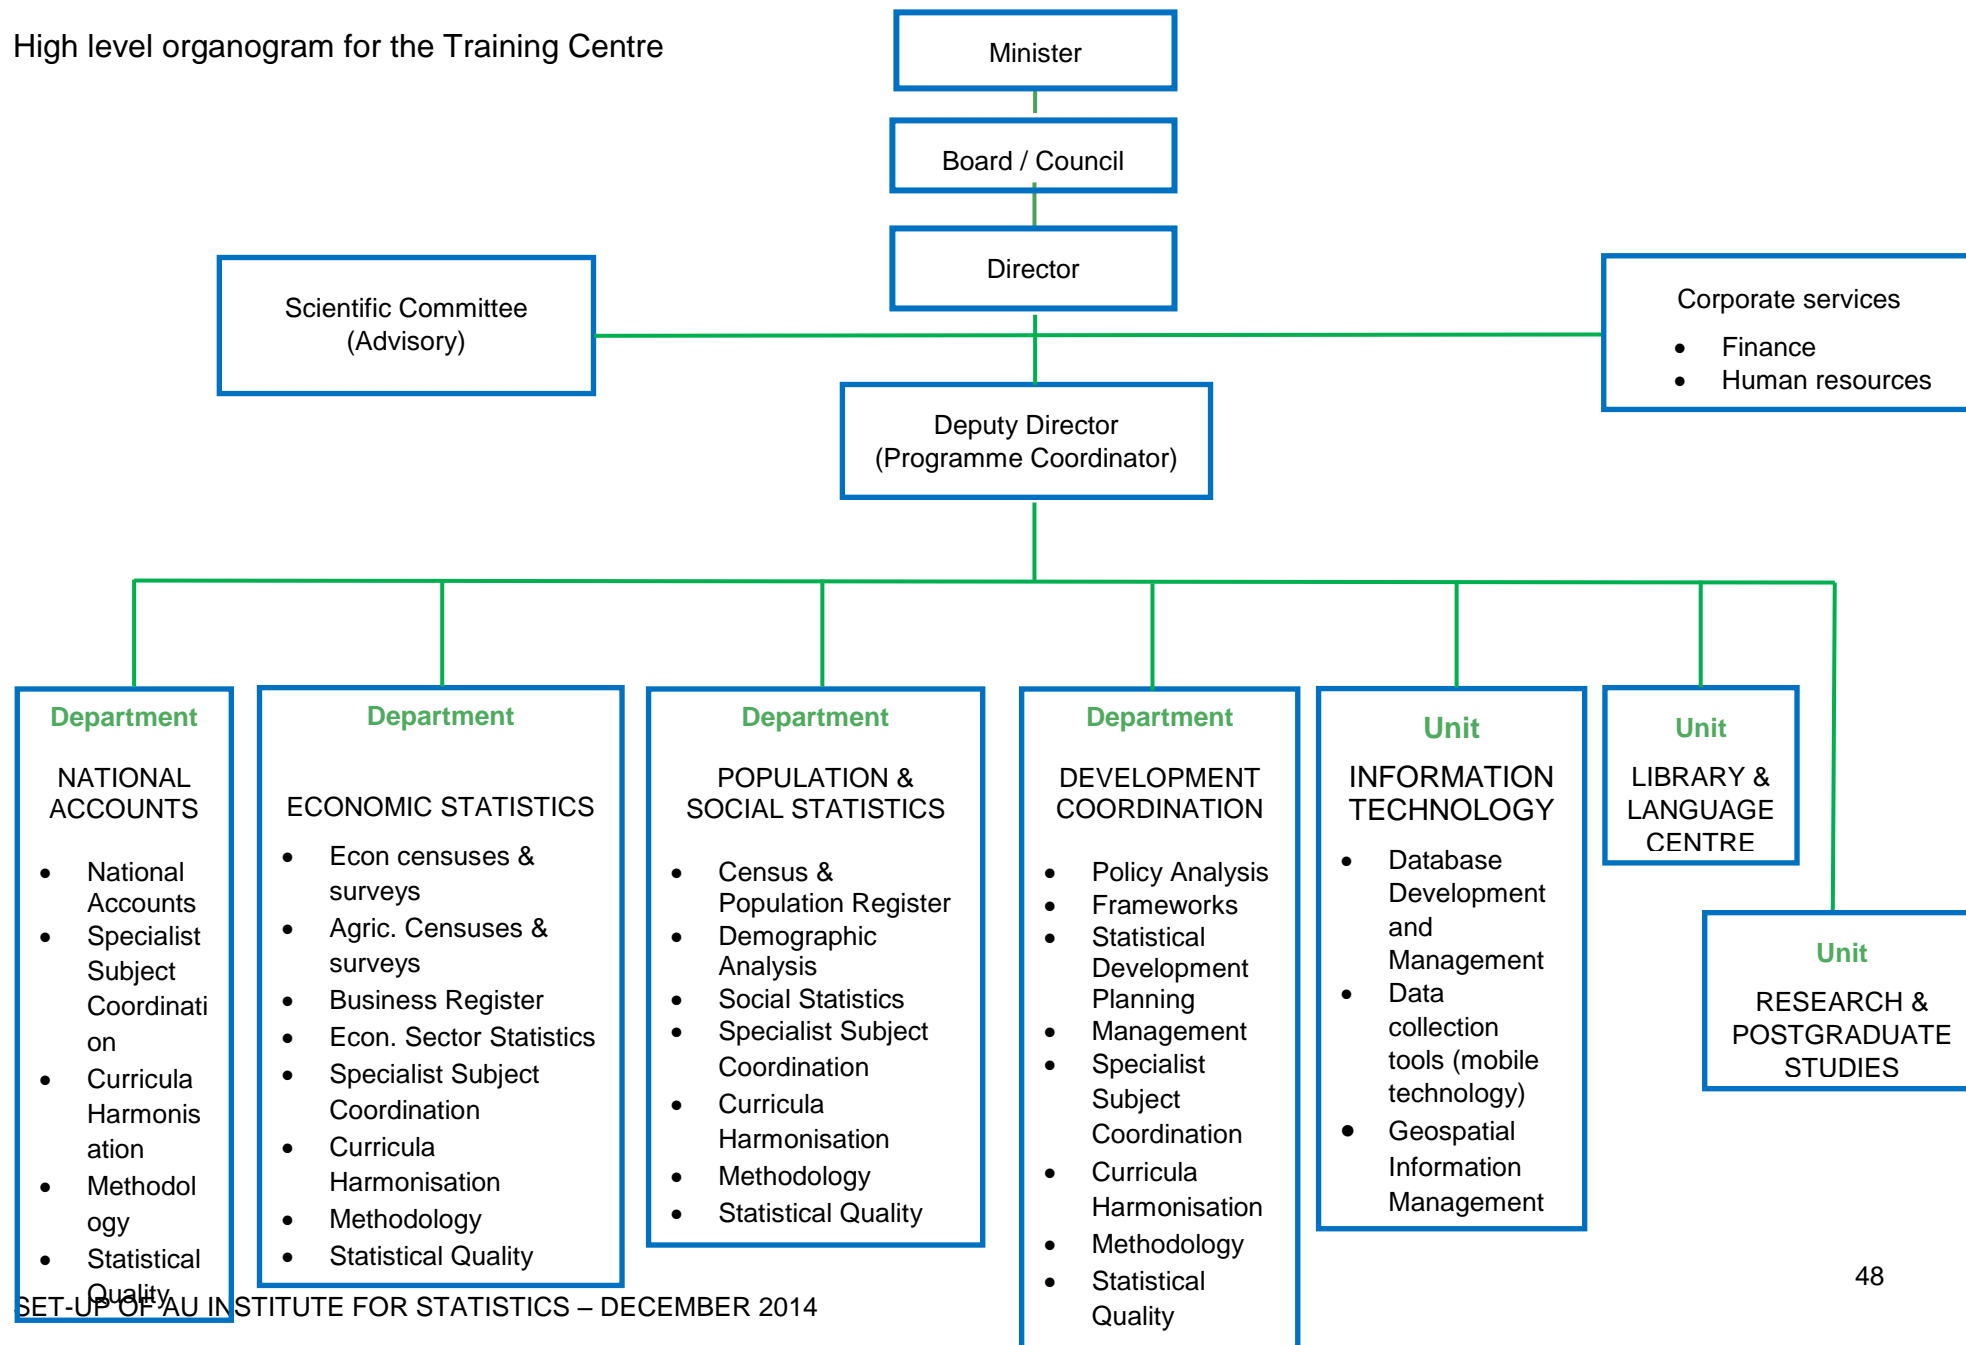 High level organogram for the Training Centre
Minister
Board / Council
Director
Scientific Committee
(Advisory)
Corporate services
• Finance
• Human resources
Deputy Director
(Programme Coordinator)
Department
NATIONAL
ACCOUNTS
• National
Accounts
• Specialist
Subject
Coordinati
on
• Curricula
Harmonis
ation
• Methodol
ogy
• Statistical
Quality
Department
ECONOMIC STATISTICS
• Econ censuses &
surveys
• Agric. Censuses &
surveys
• Business Register
• Econ. Sector Statistics
• Specialist Subject
Coordination
• Curricula
Harmonisation
• Methodology
• Statistical Quality
Department
POPULATION &
SOCIAL STATISTICS
• Census &
Population Register
• Demographic
Analysis
• Social Statistics
• Specialist Subject
Coordination
• Curricula
Harmonisation
• Methodology
• Statistical Quality
Department
DEVELOPMENT
COORDINATION
• Policy Analysis
• Frameworks
• Statistical
Development
Planning
• Management
• Specialist
Subject
Coordination
• Curricula
Harmonisation
• Methodology
• Statistical
Quality
Unit
INFORMATION
TECHNOLOGY
• Database
Development
and
Management
• Data
collection
tools (mobile
technology)
• Geospatial
Information
Management
Unit
LIBRARY &
LANGUAGE
CENTRE
Unit
RESEARCH &
POSTGRADUATE
STUDIES
48
SET-UP OF AU INSTITUTE FOR STATISTICS – DECEMBER 2014